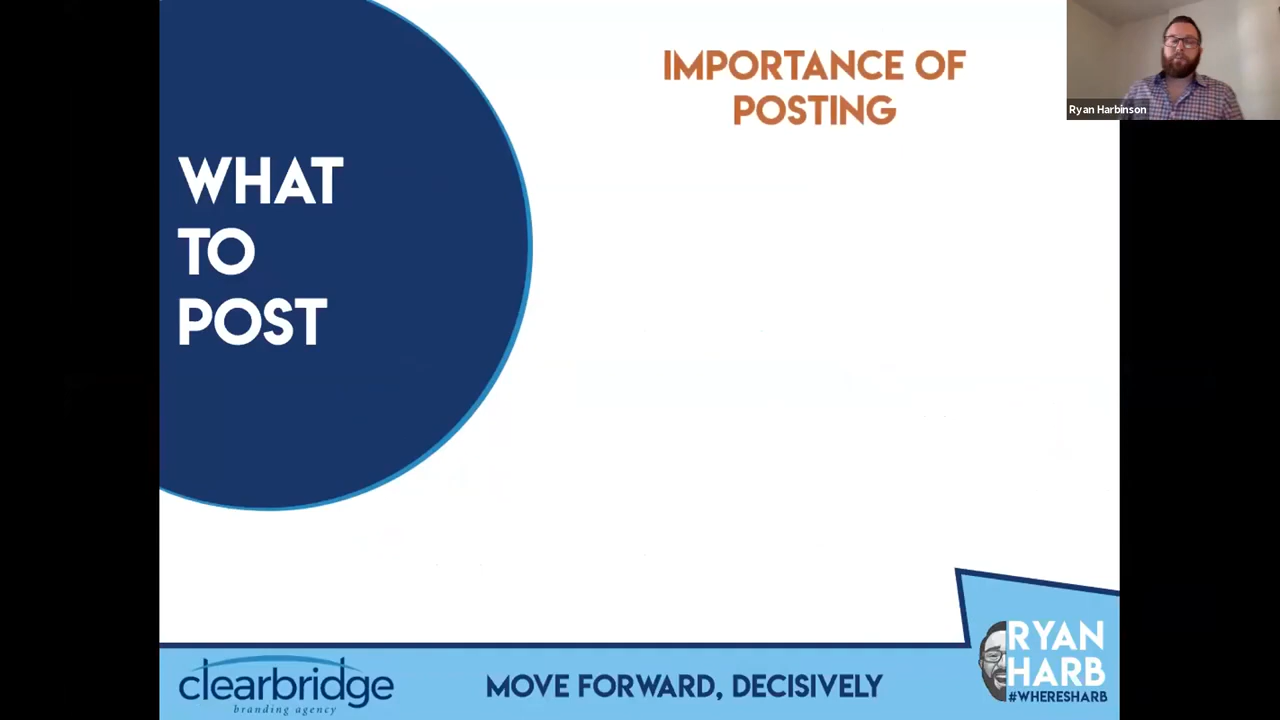 IMPORTANCE OF
POSTING
Ryan Harbinson
WHAT
TO
POST
clearbridge
branding agency
MOVE FORWARD, DECISIVELY
RYAN
HARB
#WHERESHARB